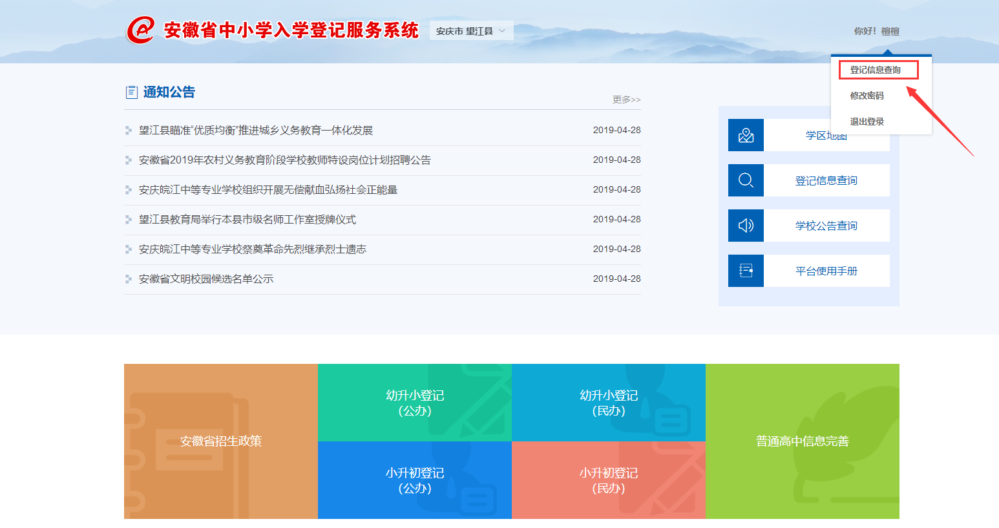 安徽省中小学入学登记服务系统
安庆市 望江县
你好！楦楦
登记信息查询
修改密码
退出登录
通知公告
更多>>
望江县瞄准“优质均衡”推进城乡义务教育一体化发展 2019-04-28
安徽省2019年农村义务教育阶段学校教师特设岗位计划招聘公告 2019-04-28
安庆皖江中等专业学校组织开展无偿献血弘扬社会正能量 2019-04-28
望江县教育局举行本县市级名师工作室授牌仪式 2019-04-28
安庆皖江中等专业学校祭奠革命先烈继承烈士遗志 2019-04-28
安徽省文明校园候选名单公示 2019-04-28
学区地图
登记信息查询
学校公告查询
平台使用手册
安徽省招生政策
幼升小登记
（公办）
幼升小登记
（民办）
小升初登记
（公办）
小升初登记
（民办）
普通高中信息完善